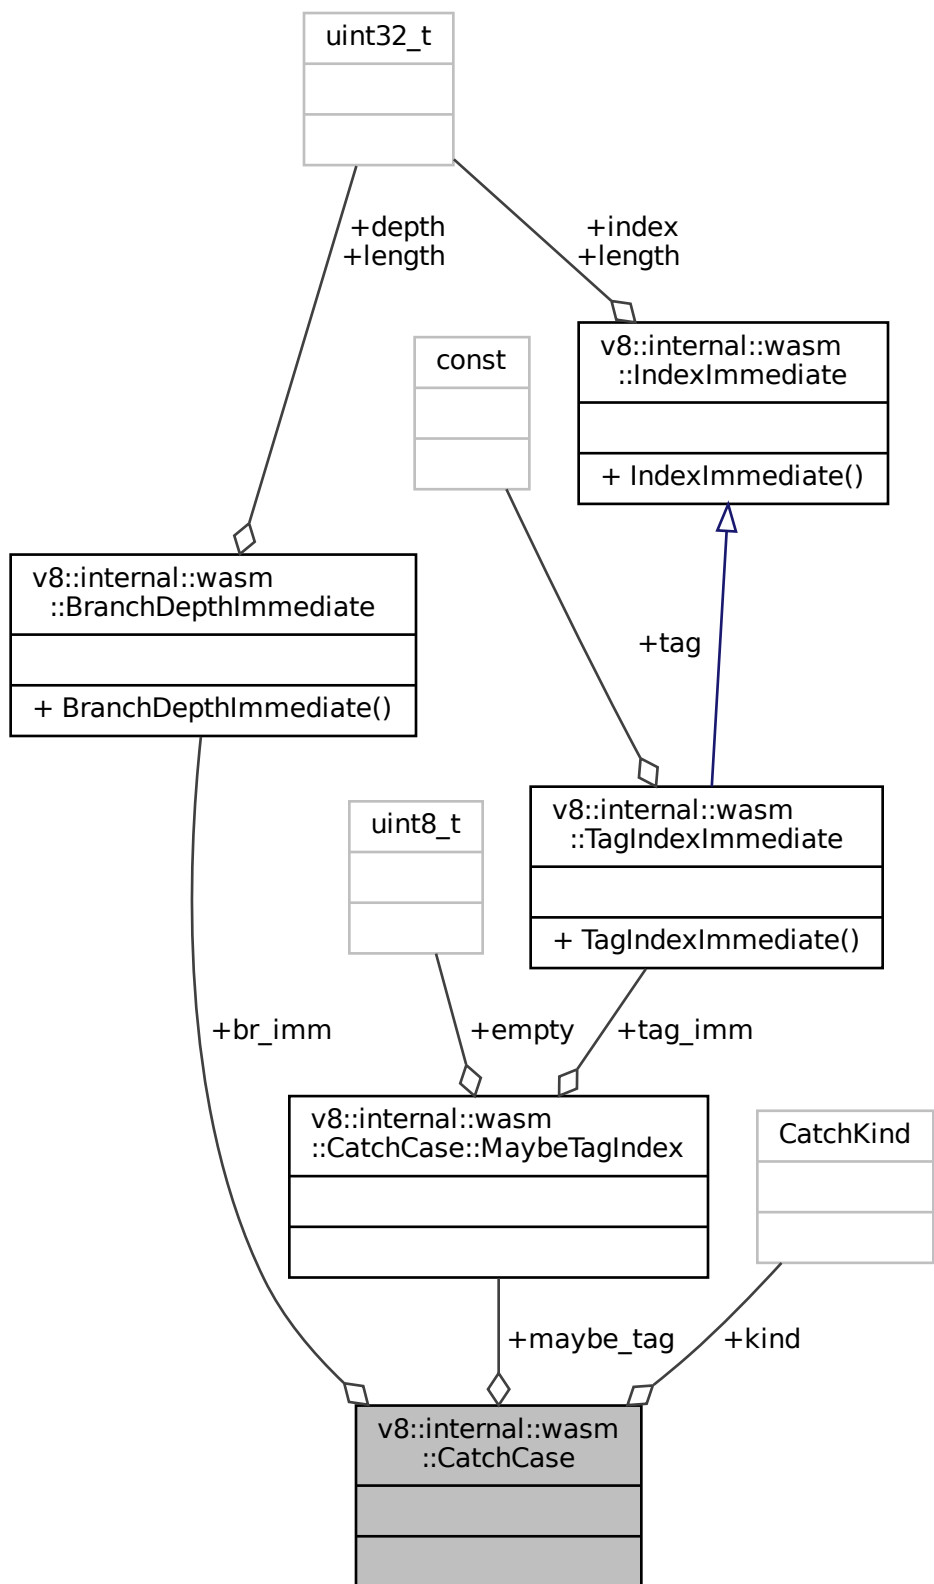 uint32_t
+depth
+length
+index
+length
v8::internal::wasm
::IndexImmediate
+ IndexImmediate()
const
v8::internal::wasm
::BranchDepthImmediate
+ BranchDepthImmediate()
+tag
v8::internal::wasm
::TagIndexImmediate
+ TagIndexImmediate()
uint8_t
+br_imm
+empty
+tag_imm
v8::internal::wasm
::CatchCase::MaybeTagIndex
CatchKind
+maybe_tag
+kind
v8::internal::wasm
::CatchCase